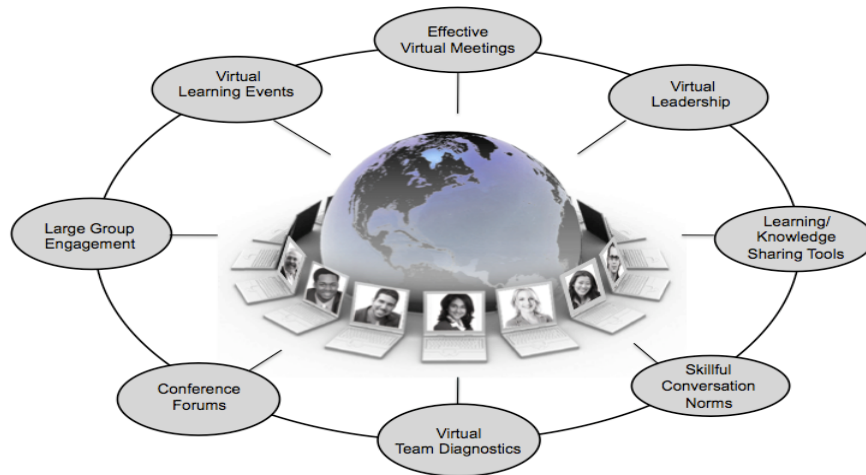 Effective
Virtual Meetings
Virtual
Leadership
Learning/
Knowledge
Sharing Tools
Skillful
Conversation
Norms
Virtual
Team Diagnostics
Conference
Forums
Large Group
Engagement
Virtual
Learning Events